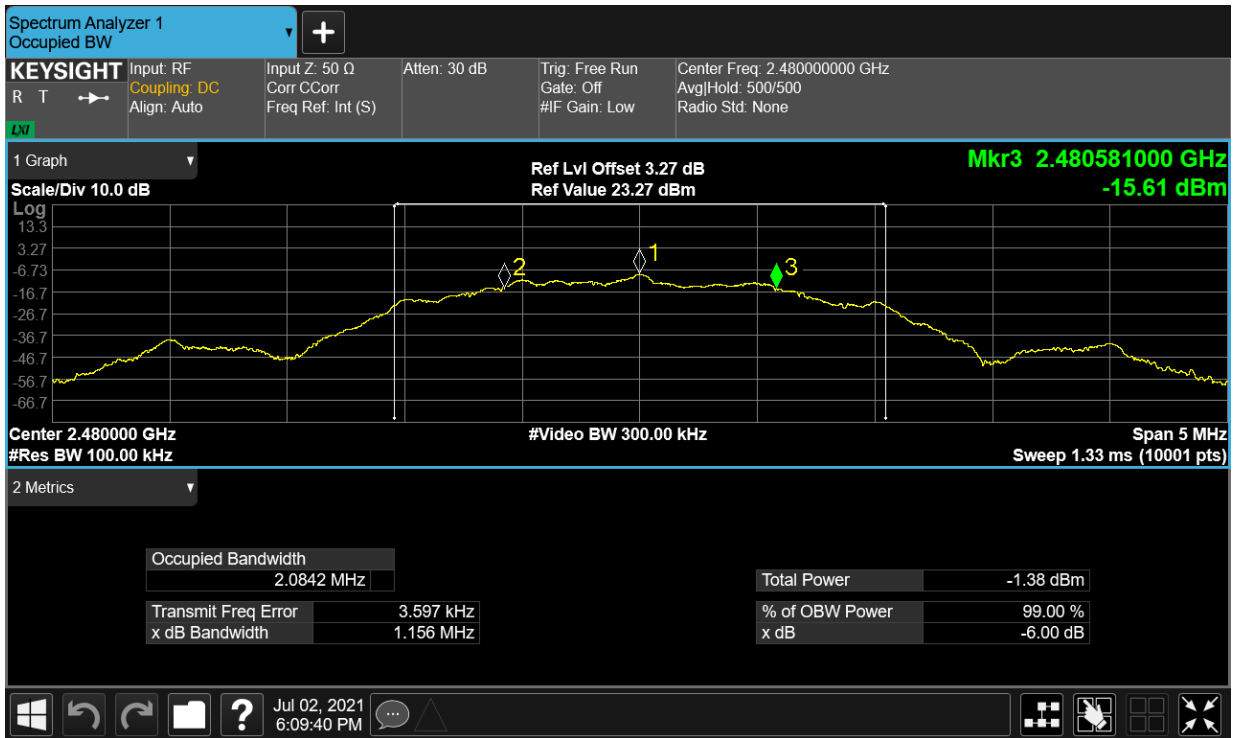 Spectrum Analyzer 1
Occupied BW
KEYSIGHT
R T
LXI
Input: RF
Coupling: DC
Align: Auto
Input Z: 50 Ω
Corr CCorr
Freq Ref: Int (S)
Atten: 30 dB
Trig: Free Run
Gate: Off
#IF Gain: Low
Center Freq: 2.480000000 GHz
Avg|Hold: 500/500
Radio Std: None
1 Graph
Scale/Div 10.0 dB
Ref Lvl Offset 3.27 dB
Ref Value 23.27 dBm
Mkr3 2.480581000 GHz
-15.61 dBm
Log
13.3
3.27
-6.73
-16.7
-26.7
-36.7
-46.7
-56.7
-66.7
2
1
3
Center 2.480000 GHz
#Video BW 300.00 kHz
Span 5 MHz
#Res BW 100.00 kHz
Sweep 1.33 ms (10001 pts)
2 Metrics
Occupied Bandwidth
2.0842 MHz
Transmit Freq Error 3.597 kHz
x dB Bandwidth 1.156 MHz
Total Power -1.38 dBm
% of OBW Power 99.00 %
x dB -6.00 dB
?
Jul 02, 2021
6:09:40 PM